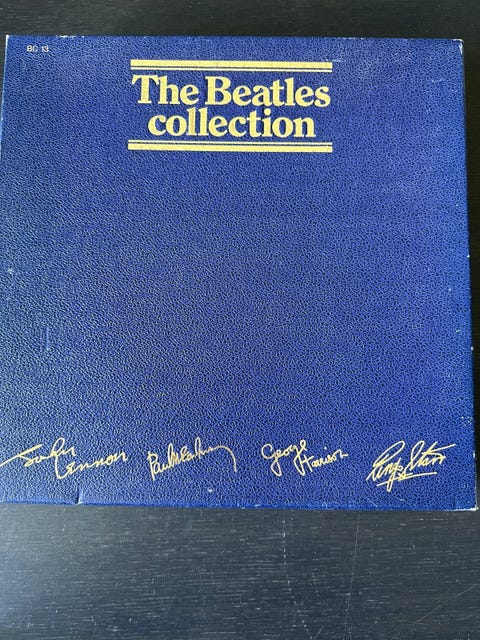 BC 13
The Beatles
collection
John Lennon Paul McCartney George Harrison Ringo Starr